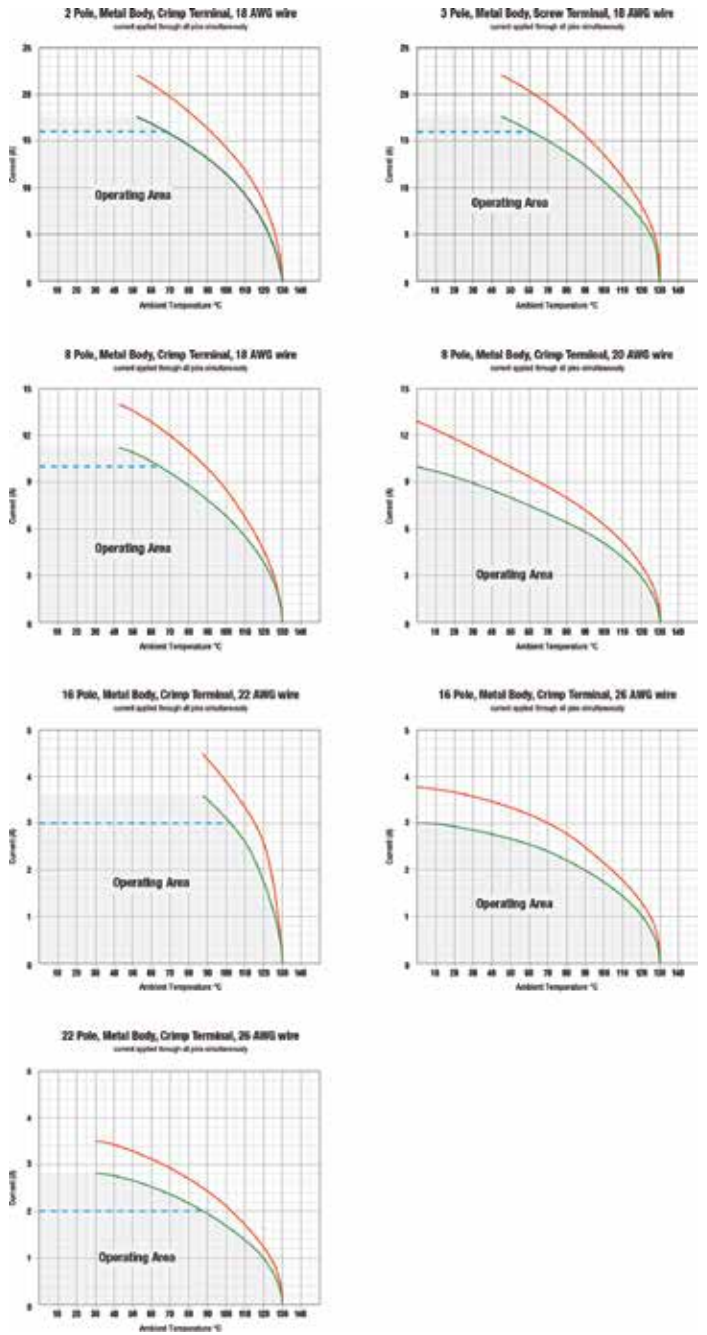 2 Pole, Metal Body, Crimp Terminal, 18 AWG wire
current applied through all pins simultaneously
25
20
15
10
5
0
Current (A)
Operating Area
10 20 30 40 50 60 70 80 90 100 110 120 130 140
Ambient Temperature °C
3 Pole, Metal Body, Screw Terminal, 18 AWG wire
current applied through all pins simultaneously
25
20
15
10
5
0
Current (A)
Operating Area
10 20 30 40 50 60 70 80 90 100 110 120 130 140
Ambient Temperature °C
8 Pole, Metal Body, Crimp Terminal, 18 AWG wire
current applied through all pins simultaneously
15
12
9
6
3
0
Current (A)
Operating Area
10 20 30 40 50 60 70 80 90 100 110 120 130 140
Ambient Temperature °C
8 Pole, Metal Body, Crimp Terminal, 20 AWG wire
current applied through all pins simultaneously
15
12
9
6
3
0
Current (A)
Operating Area
10 20 30 40 50 60 70 80 90 100 110 120 130 140
Ambient Temperature °C
16 Pole, Metal Body, Crimp Terminal, 22 AWG wire
current applied through all pins simultaneously
5
4
3
2
1
0
Current (A)
Operating Area
10 20 30 40 50 60 70 80 90 100 110 120 130 140
Ambient Temperature °C
16 Pole, Metal Body, Crimp Terminal, 26 AWG wire
current applied through all pins simultaneously
5
4
3
2
1
0
Current (A)
Operating Area
10 20 30 40 50 60 70 80 90 100 110 120 130 140
Ambient Temperature °C
22 Pole, Metal Body, Crimp Terminal, 26 AWG wire
current applied through all pins simultaneously
5
4
3
2
1
0
Current (A)
Operating Area
10 20 30 40 50 60 70 80 90 100 110 120 130 140
Ambient Temperature °C